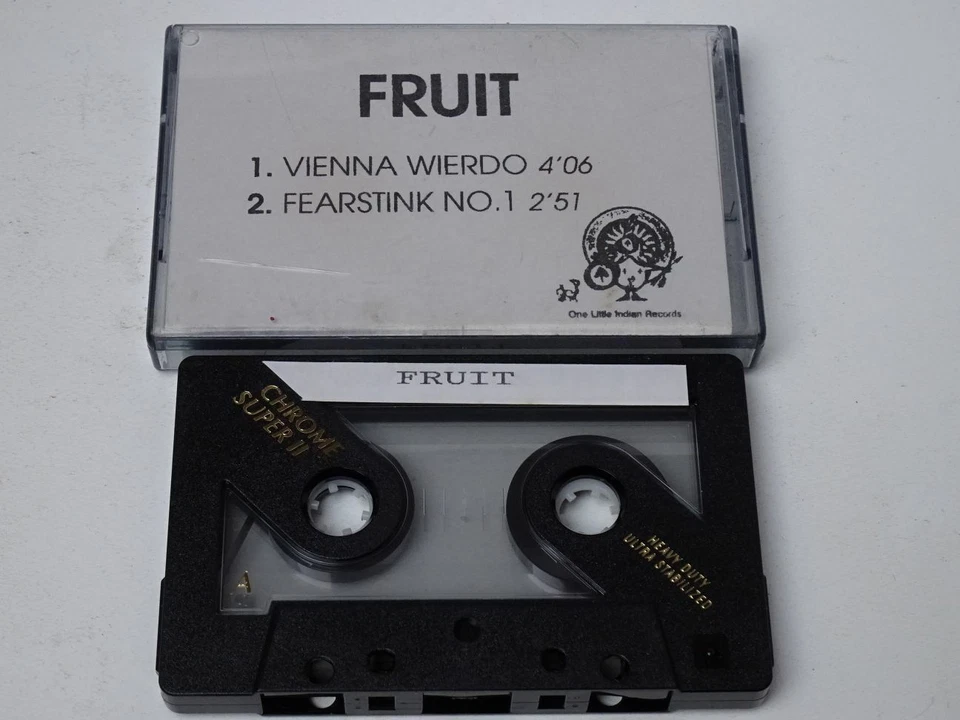 FRUIT
1. VIENNA WIERDO 4'06
2. FEARSTINK NO.1 2'51
One Little Indian Records
FRUIT
CHROME
SUPER II
A
HEAVY DUTY
ULTRA STABILIZED